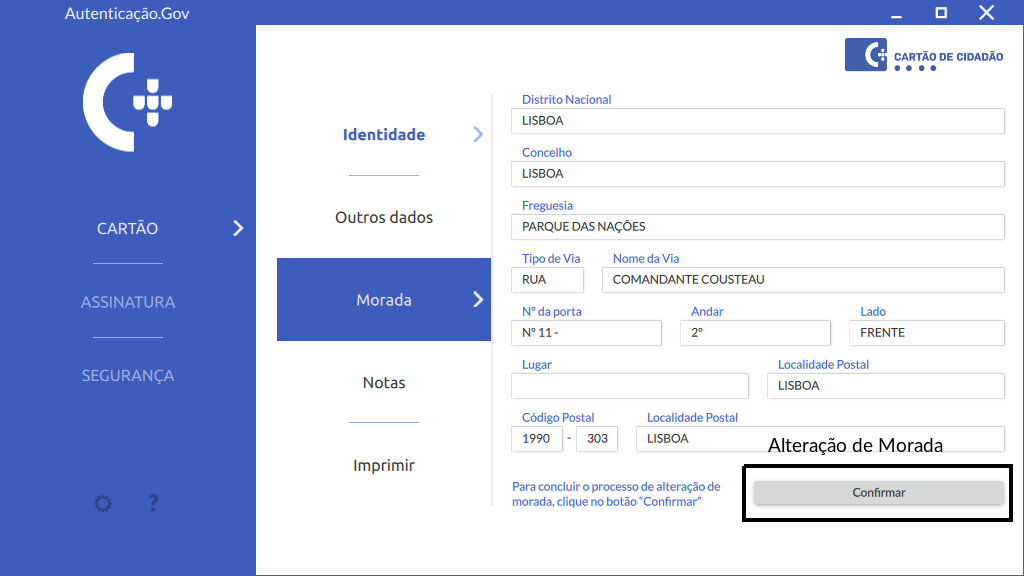 Autenticação.Gov
CARTÃO DE CIDADÃO
CARTÃO
ASSINATURA
SEGURANÇA
?
Identidade
Outros dados
Morada
Notas
Imprimir
Distrito Nacional
LISBOA
Concelho
LISBOA
Freguesia
PARQUE DAS NAÇÕES
Tipo de Via Nome da Via
RUA COMANDANTE COUSTEAU
Nº da porta Andar Lado
Nº 11 - 2º FRENTE
Lugar Localidade Postal
LISBOA
Código Postal Localidade Postal
1990 - 303 LISBOA
Alteração de Morada
Para concluir o processo de alteração de
morada, clique no botão “Confirmar”
Confirmar